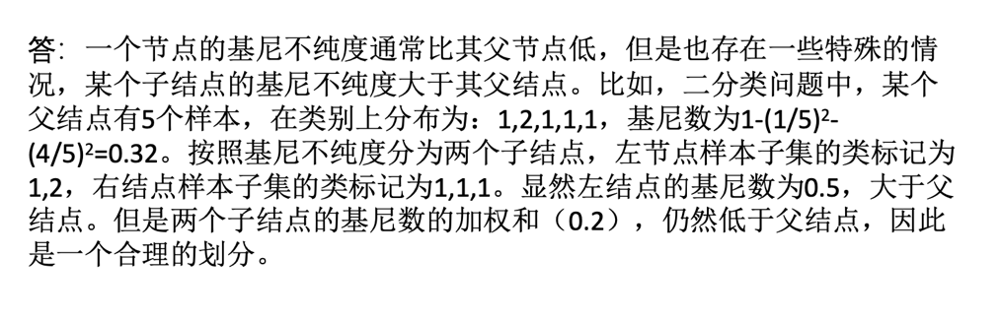 答：一个节点的基尼不纯度通常比其父节点低，但是也存在一些特殊的情
况，某个子结点的基尼不纯度大于其父结点。比如，二分类问题中，某个
父结点有5个样本，在类别上分布为：1,2,1,1,1，基尼数为1-(1/5)²-
(4/5)²=0.32。按照基尼不纯度分为两个子结点，左节点样本子集的类标记为
1,2，右结点样本子集的类标记为1,1,1。显然左结点的基尼数为0.5，大于父
结点。但是两个子结点的基尼数的加权和（0.2），仍然低于父结点，因此
是一个合理的划分。